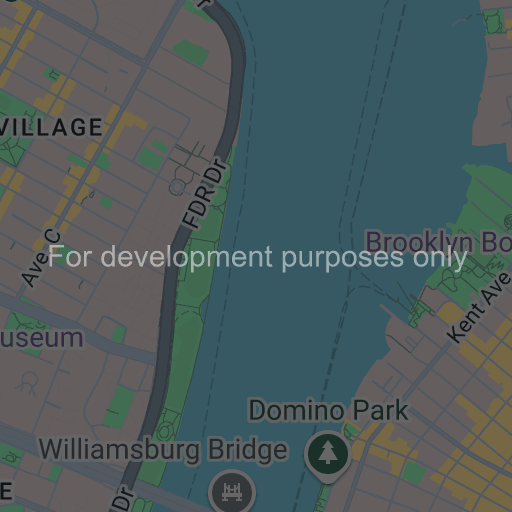 r
VILLAGE
FDR Dr
Ave. C
Brooklyn Bo
For development purposes only
Kent Ave
useum
Domino Park
Williamsburg Bridge
E
Dr